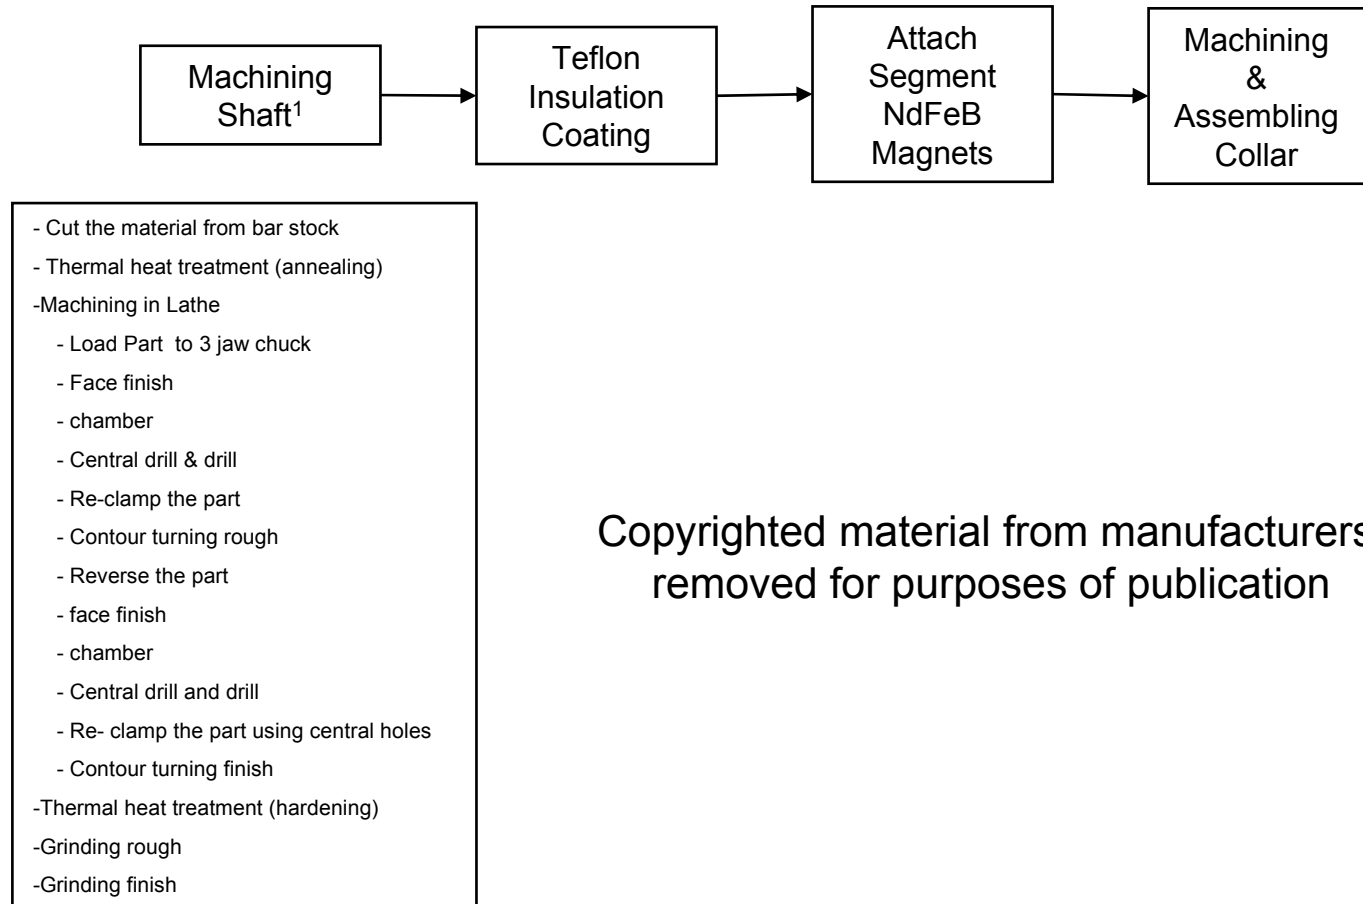 Machining
Shaft¹
Teflon
Insulation
Coating
Attach
Segment
NdFeB
Magnets
Machining
&
Assembling
Collar
- Cut the material from bar stock
- Thermal heat treatment (annealing)
-Machining in Lathe
- Load Part  to 3 jaw chuck
- Face finish
- chamber
- Central drill & drill
- Re-clamp the part
- Contour turning rough
- Reverse the part
- face finish
- chamber
- Central drill and drill
- Re- clamp the part using central holes
- Contour turning finish
-Thermal heat treatment (hardening)
-Grinding rough
-Grinding finish
Copyrighted material from manufacturers
removed for purposes of publication